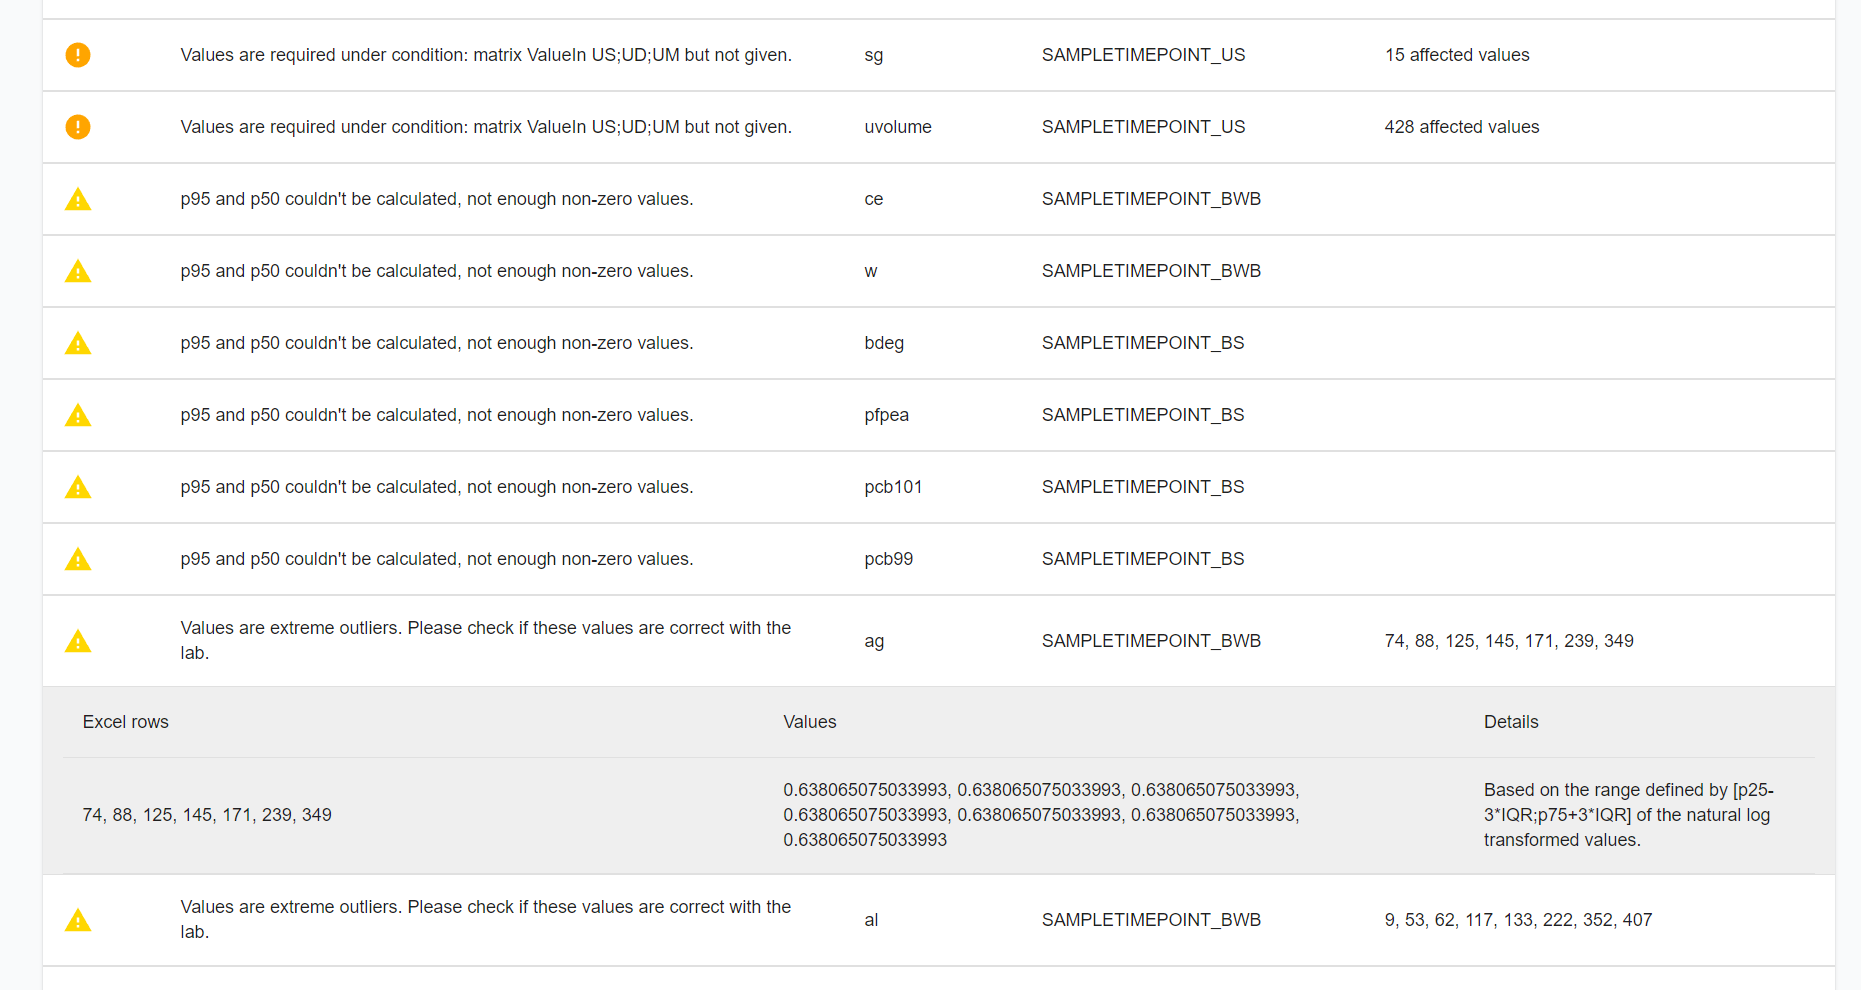 Values are required under condition: matrix ValueIn US;UD;UM but not given. sg SAMPLETIMEPOINT_US 15 affected values
Values are required under condition: matrix ValueIn US;UD;UM but not given. uvolume SAMPLETIMEPOINT_US 428 affected values
p95 and p50 couldn't be calculated, not enough non-zero values. ce SAMPLETIMEPOINT_BWB
p95 and p50 couldn't be calculated, not enough non-zero values. w SAMPLETIMEPOINT_BWB
p95 and p50 couldn't be calculated, not enough non-zero values. bdeg SAMPLETIMEPOINT_BS
p95 and p50 couldn't be calculated, not enough non-zero values. pfpea SAMPLETIMEPOINT_BS
p95 and p50 couldn't be calculated, not enough non-zero values. pcb101 SAMPLETIMEPOINT_BS
p95 and p50 couldn't be calculated, not enough non-zero values. pcb99 SAMPLETIMEPOINT_BS
Values are extreme outliers. Please check if these values are correct with the
lab.
ag SAMPLETIMEPOINT_BWB 74, 88, 125, 145, 171, 239, 349
Excel rows Values Details
74, 88, 125, 145, 171, 239, 349
0.638065075033993, 0.638065075033993, 0.638065075033993,
0.638065075033993, 0.638065075033993, 0.638065075033993,
0.638065075033993
Based on the range defined by [p25-
3*IQR;p75+3*IQR] of the natural log
transformed values.
Values are extreme outliers. Please check if these values are correct with the
lab.
al SAMPLETIMEPOINT_BWB 9, 53, 62, 117, 133, 222, 352, 407